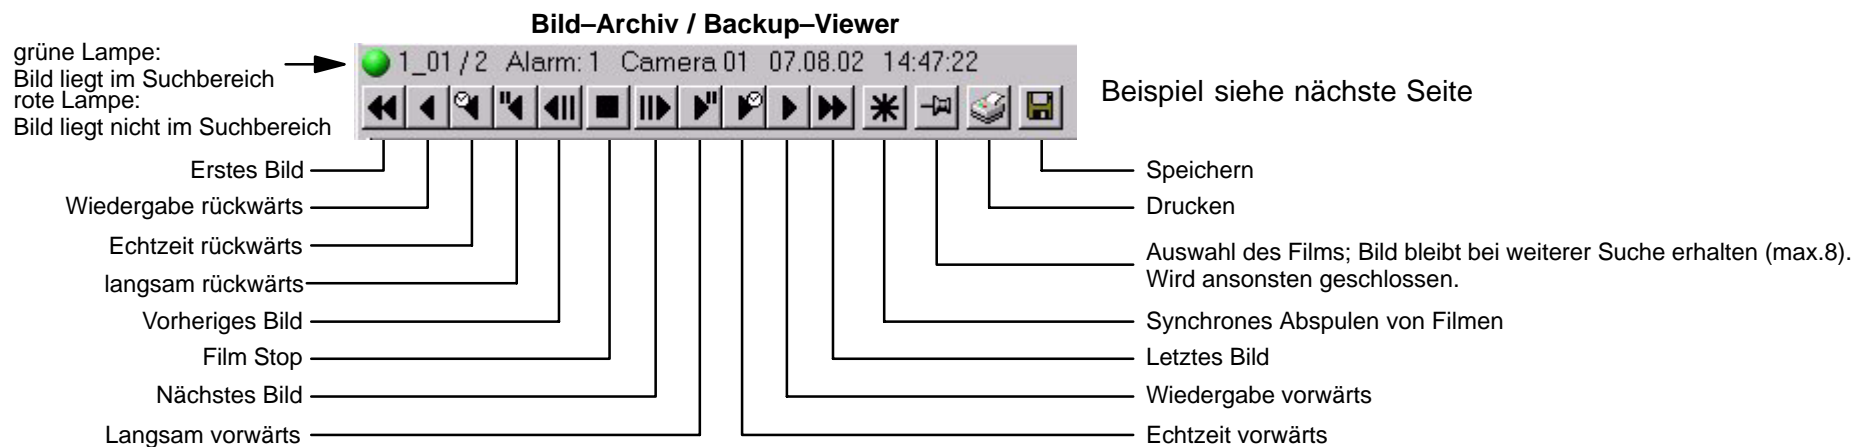 Bild–Archiv / Backup–Viewer
grüne Lampe:
Bild liegt im Suchbereich
rote Lampe:
Bild liegt nicht im Suchbereich
1_01 / 2 Alarm: 1 Camera 01 07.08.02 14:47:22
Beispiel siehe nächste Seite
Erstes Bild
Wiedergabe rückwärts
Echtzeit rückwärts
langsam rückwärts
Vorheriges Bild
Film Stop
Nächstes Bild
Langsam vorwärts
Speichern
Drucken
Auswahl des Films; Bild bleibt bei weiterer Suche erhalten (max.8).
Wird ansonsten geschlossen.
Synchrones Abspulen von Filmen
Letztes Bild
Wiedergabe vorwärts
Echtzeit vorwärts